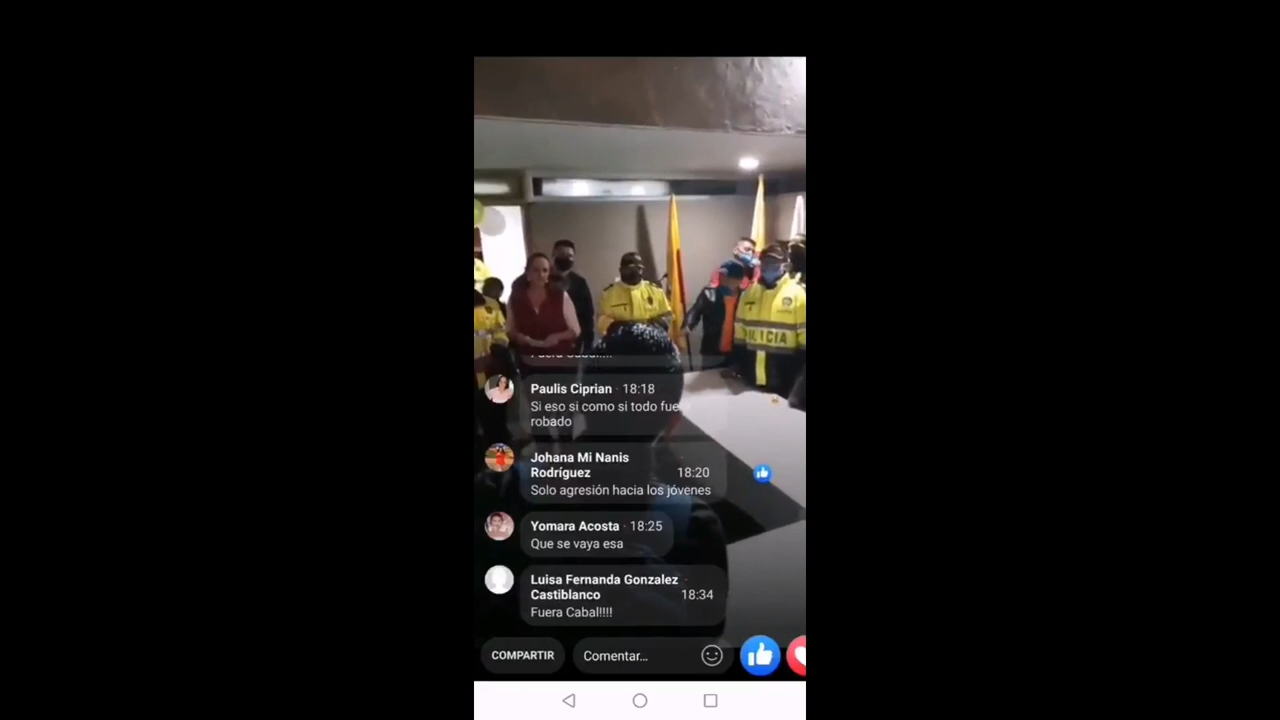 Fuera Cabal!!!!
Paulis Ciprian · 18:18
Si eso si como si todo fue
robado
Johana Mi Nanis
Rodríguez 18:20
Solo agresión hacia los jóvenes
Yomara Acosta · 18:25
Que se vaya esa
Luisa Fernanda Gonzalez ·
Castiblanco 18:34
Fuera Cabal!!!!
COMPARTIR Comentar...